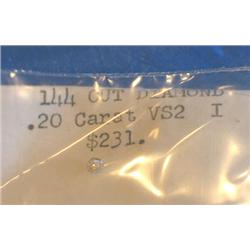 144 CUT DIAMOND
.20 Carat VS2 I
$231.